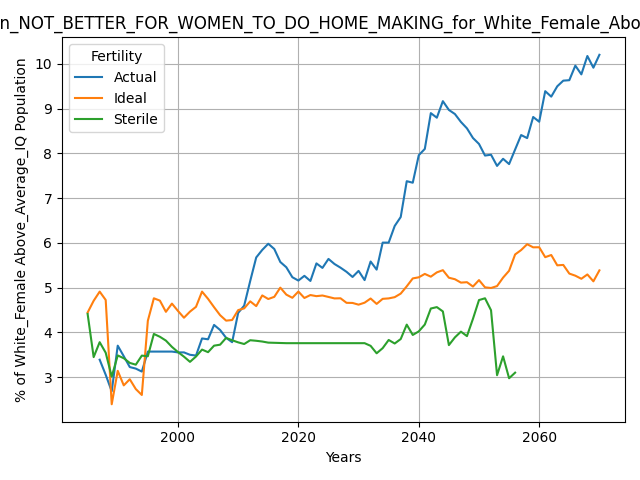 n_NOT_BETTER_FOR_WOMEN_TO_DO_HOME_MAKING_for_White_Female_Abo
Fertility
Actual
Ideal
Sterile
% of White_Female Above_Average_IQ Population
10
9
8
7
6
5
4
3
2000
2020
2040
2060
Years